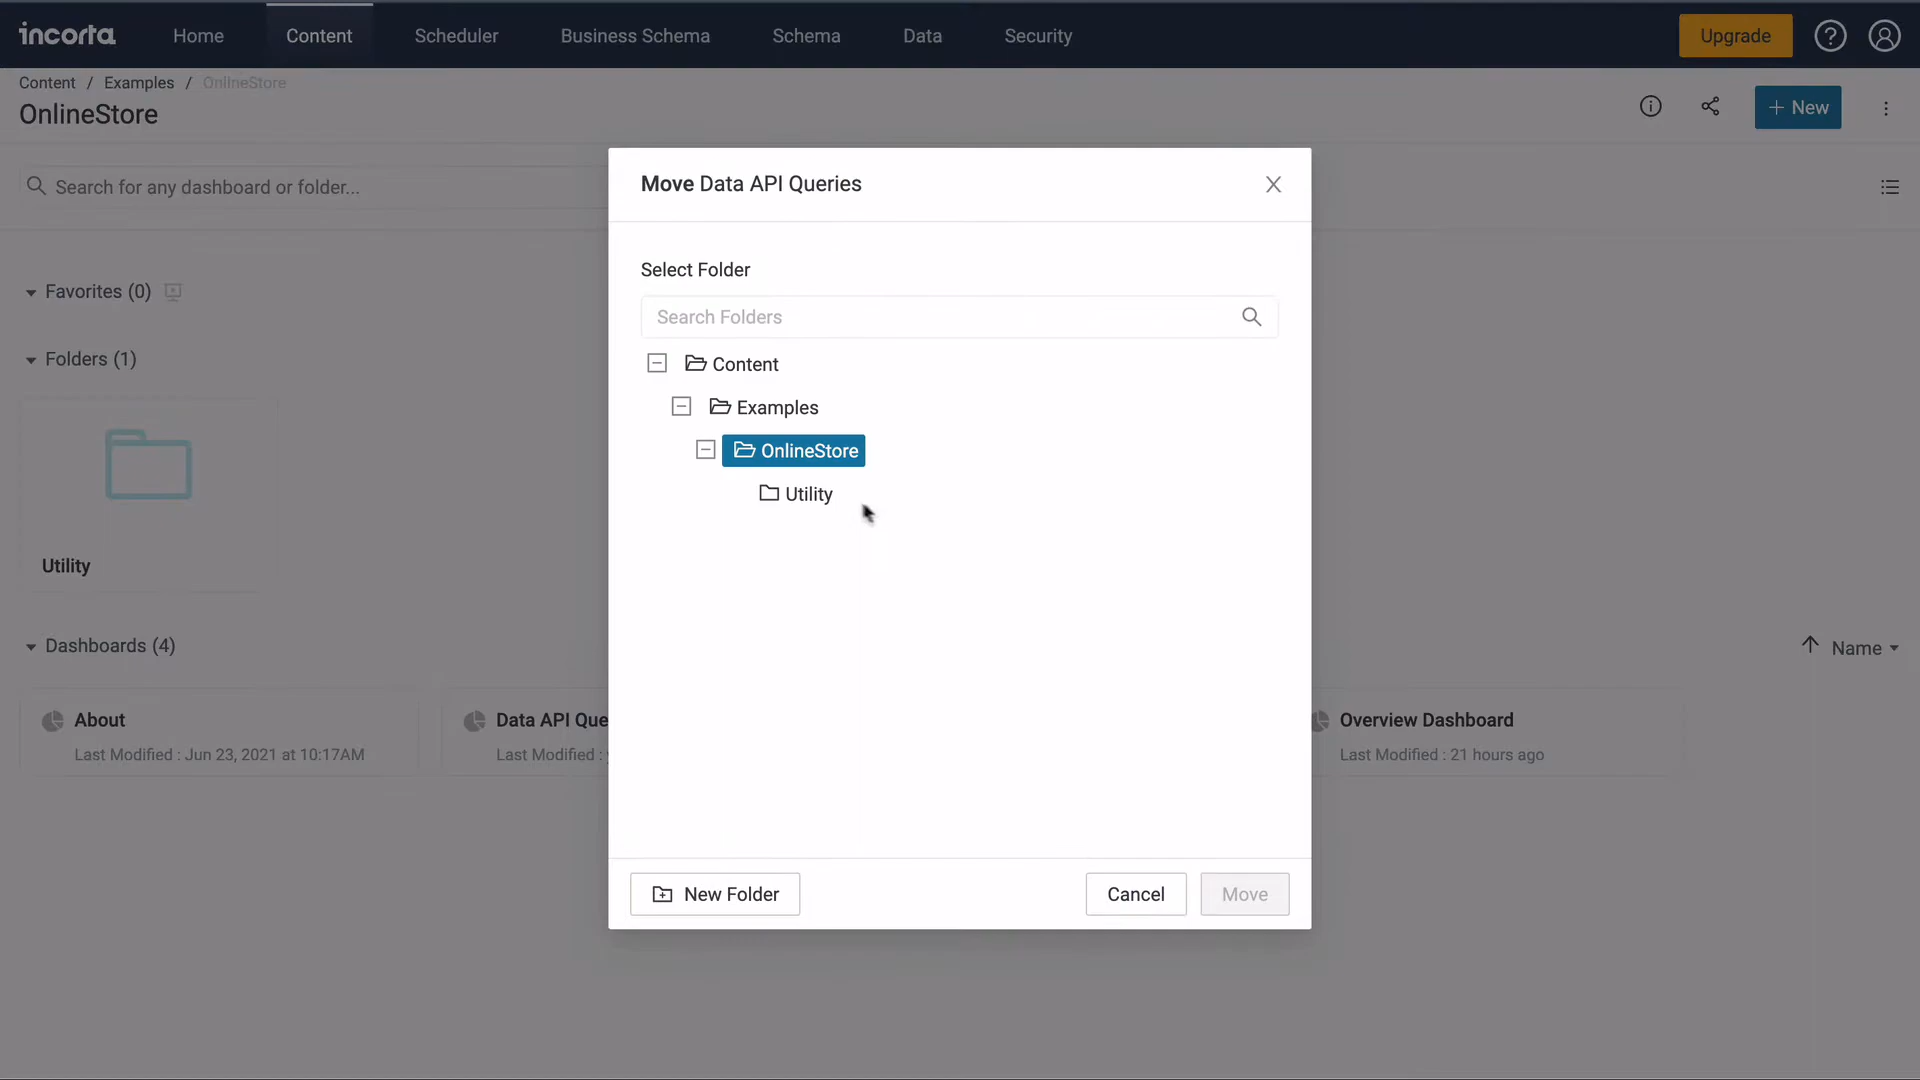 incorta
Home
Content
Scheduler
Business Schema
Schema
Data
Security
Upgrade
Content / Examples / OnlineStore
OnlineStore
+ New
Search for any dashboard or folder...
Favorites (0)
Folders (1)
Utility
Dashboards (4)
Name
About
Last Modified : Jun 23, 2021 at 10:17AM
Data API Que
Last Modified :
Overview Dashboard
Last Modified : 21 hours ago
Move Data API Queries
Select Folder
Search Folders
Content
Examples
OnlineStore
Utility
New Folder
Cancel
Move